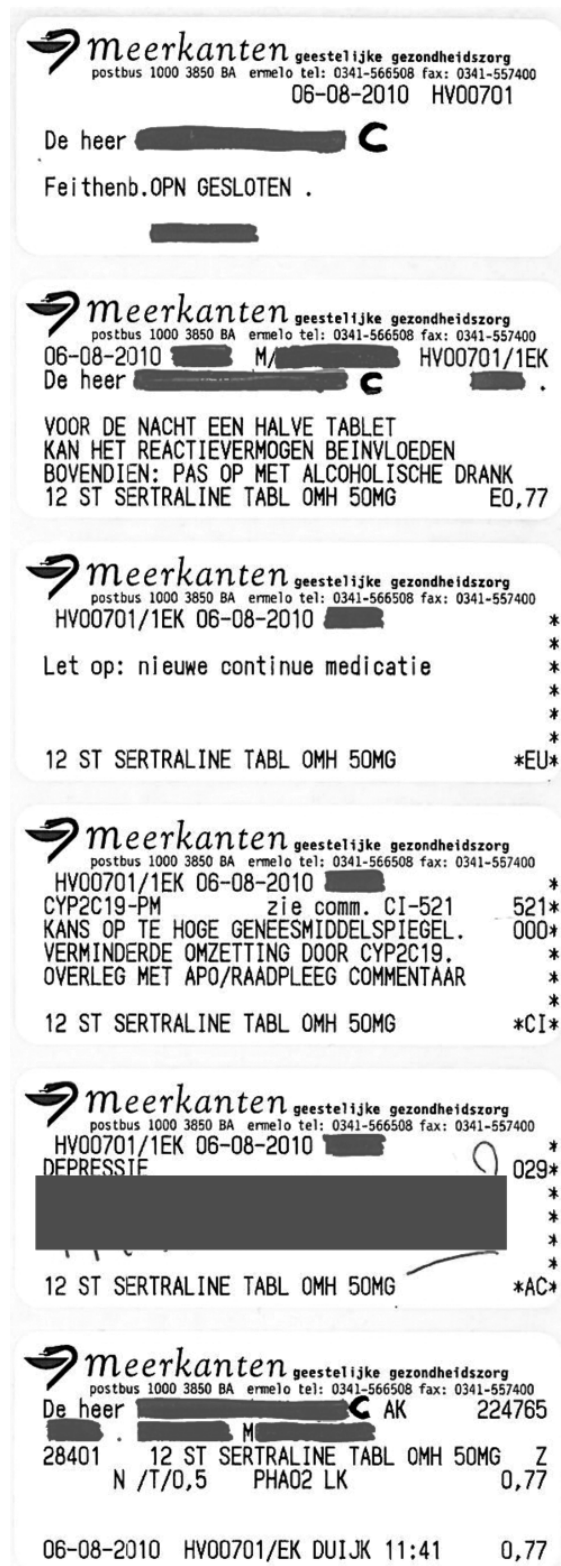 meerkanten geestelijke gezondheidszorg
postbus 1000 3850 BA ermelo tel: 0341-566508 fax: 0341-557400
06-08-2010 HV00701
De heer C
Feithenb.OPN GESLOTEN .
meerkanten geestelijke gezondheidszorg
postbus 1000 3850 BA ermelo tel: 0341-566508 fax: 0341-557400
06-08-2010 M/ HV00701/1EK
De heer C .
VOOR DE NACHT EEN HALVE TABLET
KAN HET REACTIEVERMOGEN BEINVLOEDEN
BOVENDIEN: PAS OP MET ALCOHOLISCHE DRANK
12 ST SERTRALINE TABL OMH 50MG E0,77
meerkanten geestelijke gezondheidszorg
postbus 1000 3850 BA ermelo tel: 0341-566508 fax: 0341-557400
HV00701/1EK 06-08-2010 *
*
Let op: nieuwe continue medicatie *
*
*
*
12 ST SERTRALINE TABL OMH 50MG *EU*
meerkanten geestelijke gezondheidszorg
postbus 1000 3850 BA ermelo tel: 0341-566508 fax: 0341-557400
HV00701/1EK 06-08-2010 *
CYP2C19-PM zie comm. CI-521 521*
KANS OP TE HOGE GENEESMIDDELSPIEGEL. 000*
VERMINDERDE OMZETTING DOOR CYP2C19. *
OVERLEG MET APO/RAADPLEEG COMMENTAAR *
*
12 ST SERTRALINE TABL OMH 50MG *CI*
meerkanten geestelijke gezondheidszorg
postbus 1000 3850 BA ermelo tel: 0341-566508 fax: 0341-557400
HV00701/1EK 06-08-2010 *
DEPRESSIE 029*
*
*
*
*
12 ST SERTRALINE TABL OMH 50MG *AC*
meerkanten geestelijke gezondheidszorg
postbus 1000 3850 BA ermelo tel: 0341-566508 fax: 0341-557400
De heer C AK 224765
. M
28401 12 ST SERTRALINE TABL OMH 50MG Z
N /T/0,5 PHA02 LK 0,77
06-08-2010 HV00701/EK DUIJK 11:41 0,77